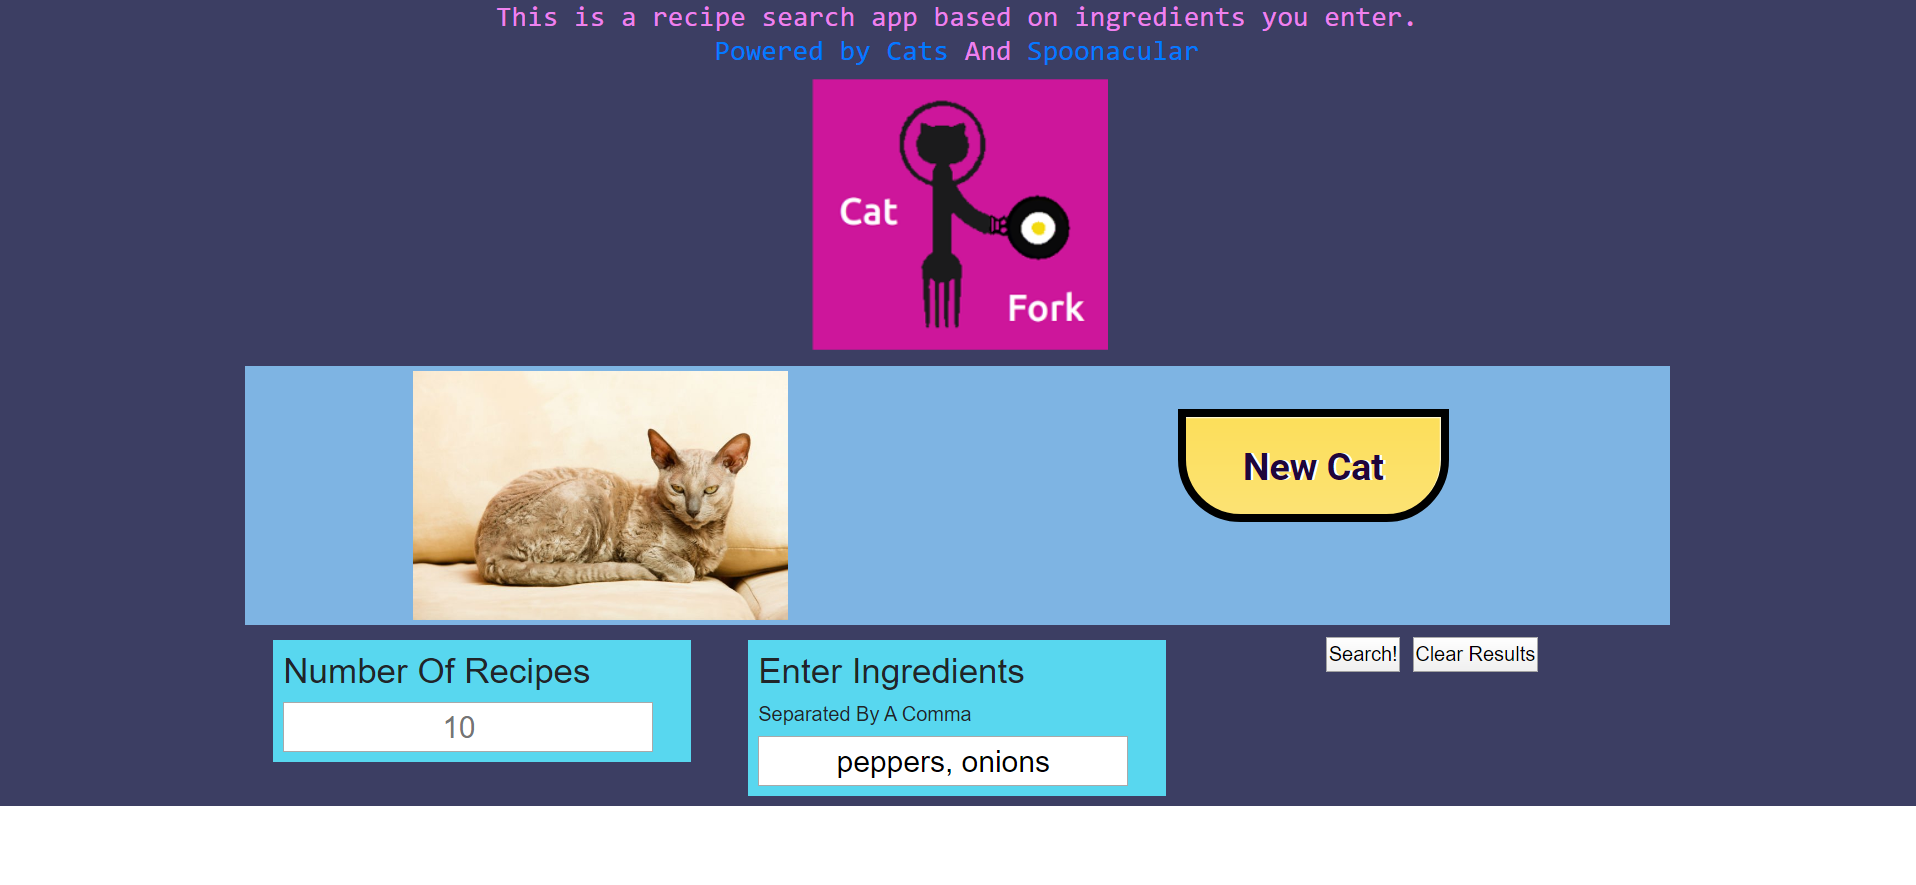 This is a recipe search app based on ingredients you enter.
Powered by Cats And Spoonacular
Cat
Fork
New Cat
Number Of Recipes
10
Enter Ingredients
Separated By A Comma
peppers, onions
Search!
Clear Results